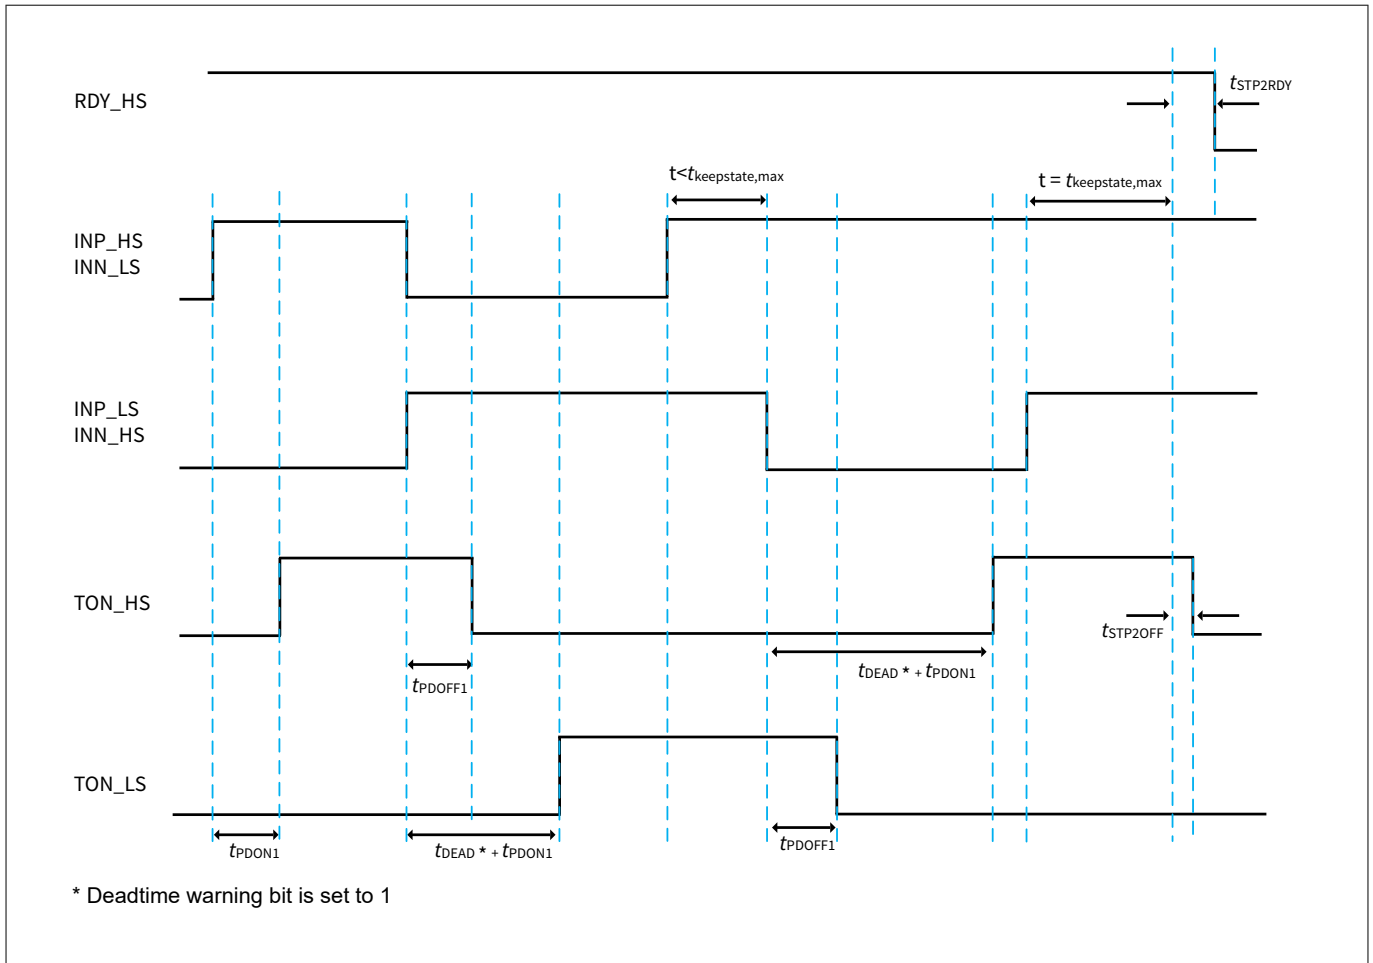 RDY_HS
tSTP2RDY
t<tkeepstate,max
t = tkeepstate,max
INP_HS
INN_LS
INP_LS
INN_HS
TON_HS
tSTP2OFF
tPDOFF1
tDEAD * + tPDON1
TON_LS
tPDON1
tDEAD * + tPDON1
tPDOFF1
* Deadtime warning bit is set to 1